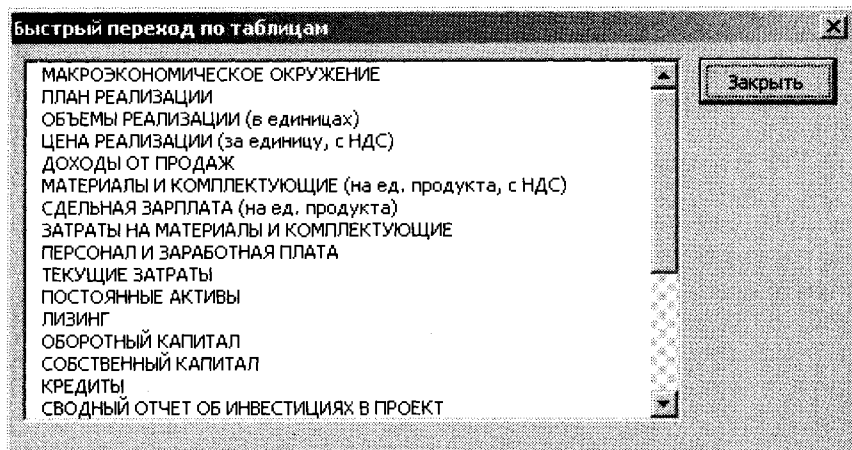 Быстрый переход по таблицам
МАКРОЭКОНОМИЧЕСКОЕ ОКРУЖЕНИЕ
Закрыть
ПЛАН РЕАЛИЗАЦИИ
ОБЪЕМЫ РЕАЛИЗАЦИИ (в единицах)
ЦЕНА РЕАЛИЗАЦИИ (за единицу, с НДС)
ДОХОДЫ ОТ ПРОДАЖ
МАТЕРИАЛЫ И КОМПЛЕКТУЮЩИЕ (на ед. продукта, с НДС)
СДЕЛЬНАЯ ЗАРПЛАТА (на ед. продукта)
ЗАТРАТЫ НА МАТЕРИАЛЫ И КОМПЛЕКТУЮЩИЕ
ПЕРСОНАЛ И ЗАРАБОТНАЯ ПЛАТА
ТЕКУЩИЕ ЗАТРАТЫ
ПОСТОЯННЫЕ АКТИВЫ
ЛИЗИНГ
ОБОРОТНЫЙ КАПИТАЛ
СОБСТВЕННЫЙ КАПИТАЛ
КРЕДИТЫ
СВОДНЫЙ ОТЧЕТ ОБ ИНВЕСТИЦИЯХ В ПРОЕКТ